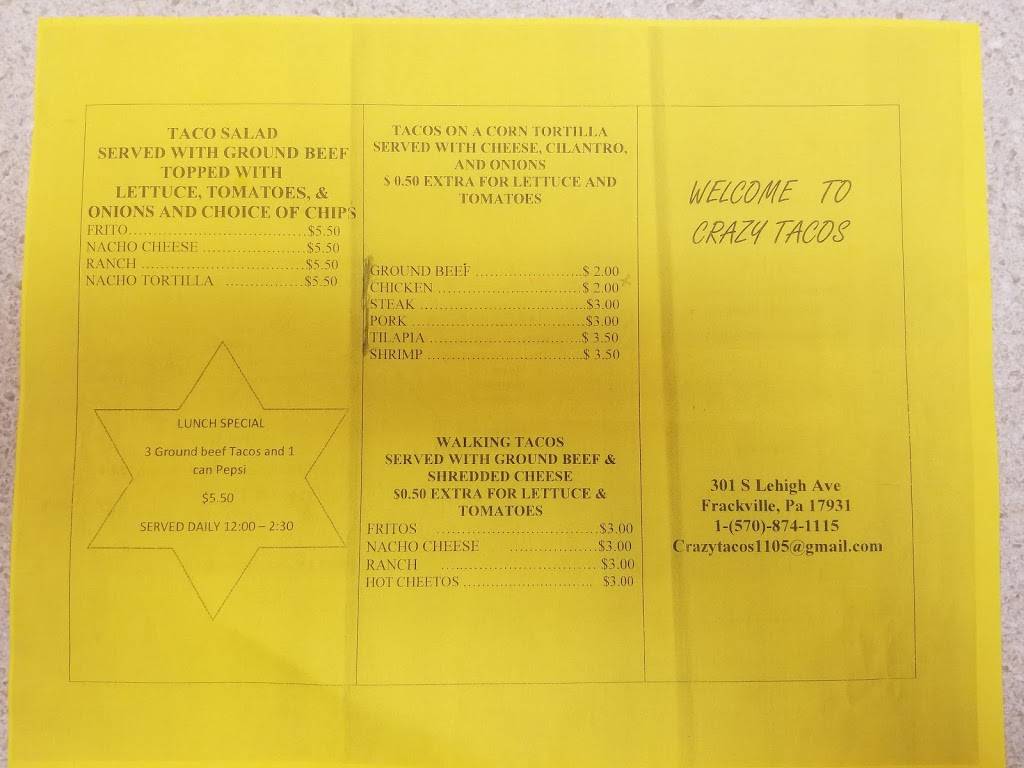 TACO SALAD
SERVED WITH GROUND BEEF
TOPPED WITH
LETTUCE, TOMATOES, &
ONIONS AND CHOICE OF CHIPS
FRITO....................................$5.50
NACHO CHEESE.....................$5.50
RANCH.................................$5.50
NACHO TORTILLA ................$5.50
LUNCH SPECIAL
3 Ground beef Tacos and 1
can Pepsi
$5.50
SERVED DAILY 12:00 – 2:30
TACOS ON A CORN TORTILLA
SERVED WITH CHEESE, CILANTRO,
AND ONIONS
$ 0.50 EXTRA FOR LETTUCE AND
TOMATOES
GROUND BEEF......................$ 2.00
CHICKEN..............................$ 2.00
STEAK..................................$3.00
PORK...................................$3.00
TILAPIA...............................$ 3.50
SHRIMP................................$ 3.50
WALKING TACOS
SERVED WITH GROUND BEEF &
SHREDDED CHEESE
$0.50 EXTRA FOR LETTUCE &
TOMATOES
FRITOS .................................$3.00
NACHO CHEESE ..................$3.00
RANCH ................................$3.00
HOT CHEETOS.......................... $3.00
WELCOME TO
CRAZY TACOS
301 S Lehigh Ave
Frackville, Pa 17931
1-(570)-874-1115
Crazytacos1105@gmail.com